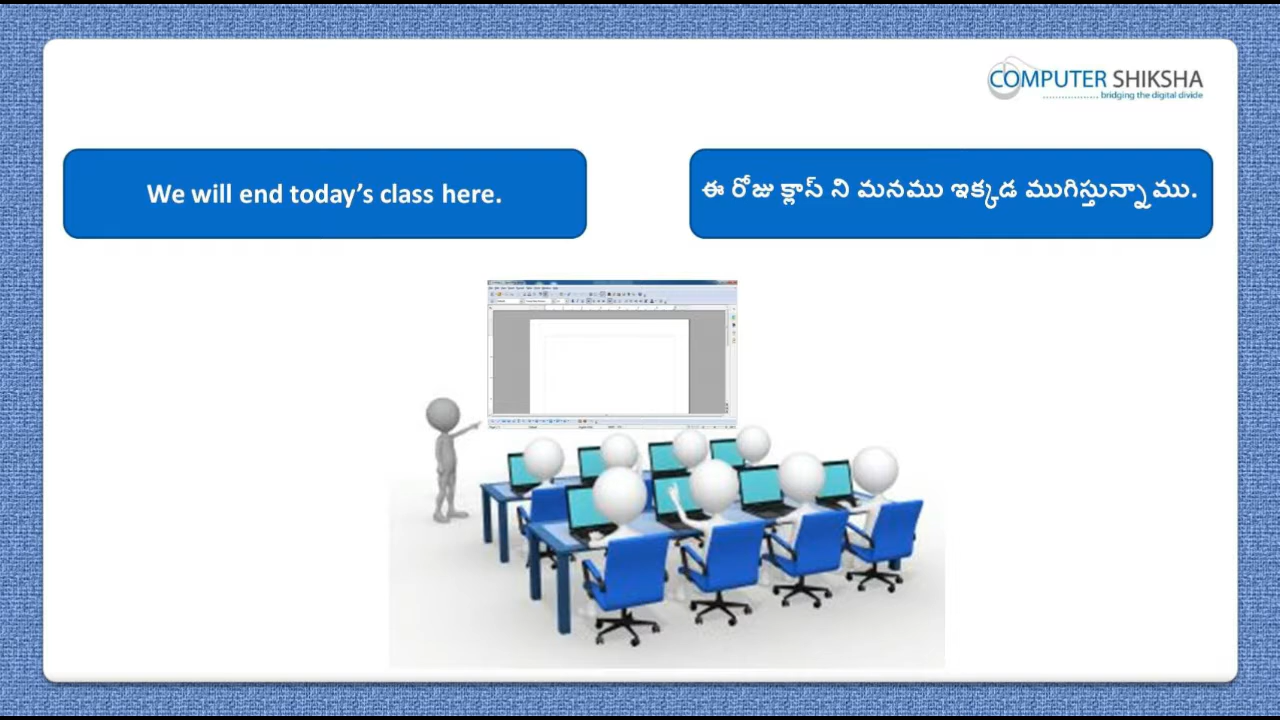 COMPUTER SHIKSHA
bridging the digital divide
We will end today’s class here.
ఈ రోజు క్లాస్ ని మనము ఇక్కడ ముగిస్తున్నాము.